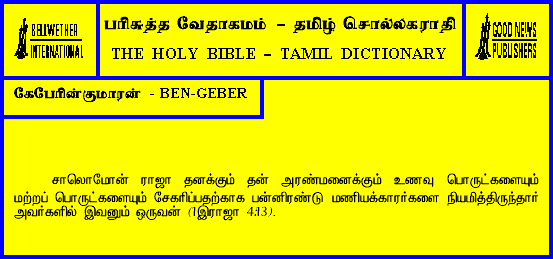 BELLWETHER
INTERNATIONAL
பரிசுத்த வேதாகமம் – தமிழ் சொல்லகராதி
THE HOLY BIBLE – TAMIL DICTIONARY
GOOD NEWS
PUBLISHERS
கேபேரின்குமாரன் - BEN-GEBER
சாலொமோன் ராஜா தனக்கும் தன் அரண்மனைக்கும் உணவு பொருட்களையும்
மற்றப் பொருட்களையும் சேகரிப்பதற்காக பன்னிரண்டு மணியக்காரர்களை நியமித்திருந்தார்
அவர்களில் இவனும் ஒருவன் (1இராஜா 4:13).